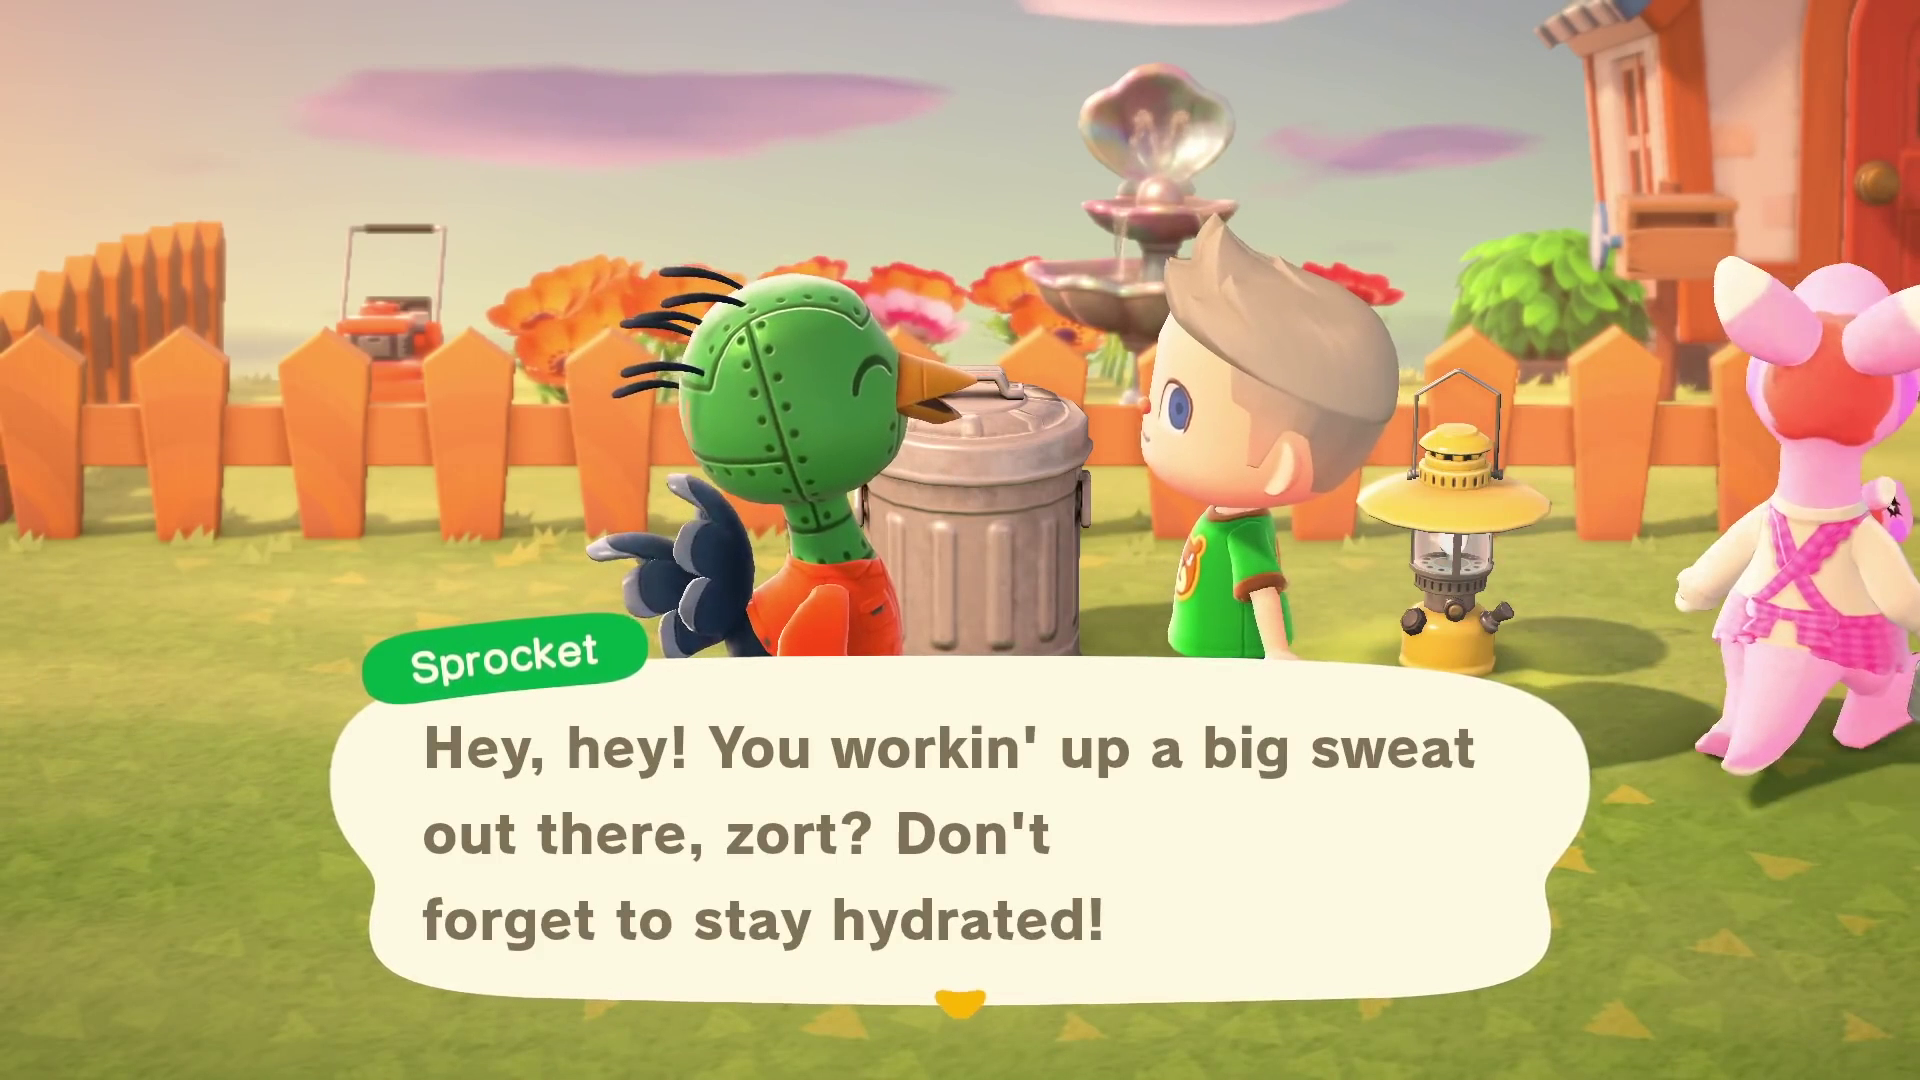 Sprocket
Hey, hey! You workin' up a big sweat
out there, zort? Don't
forget to stay hydrated!